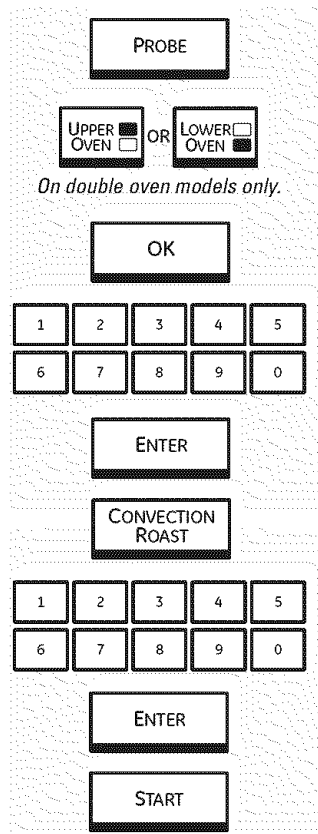 PROBE
UPPER OVEN OR LOWER OVEN
On double oven models only.
OK
1 2 3 4 5
6 7 8 9 0
ENTER
CONVECTION
ROAST
1 2 3 4 5
6 7 8 9 0
ENTER
START